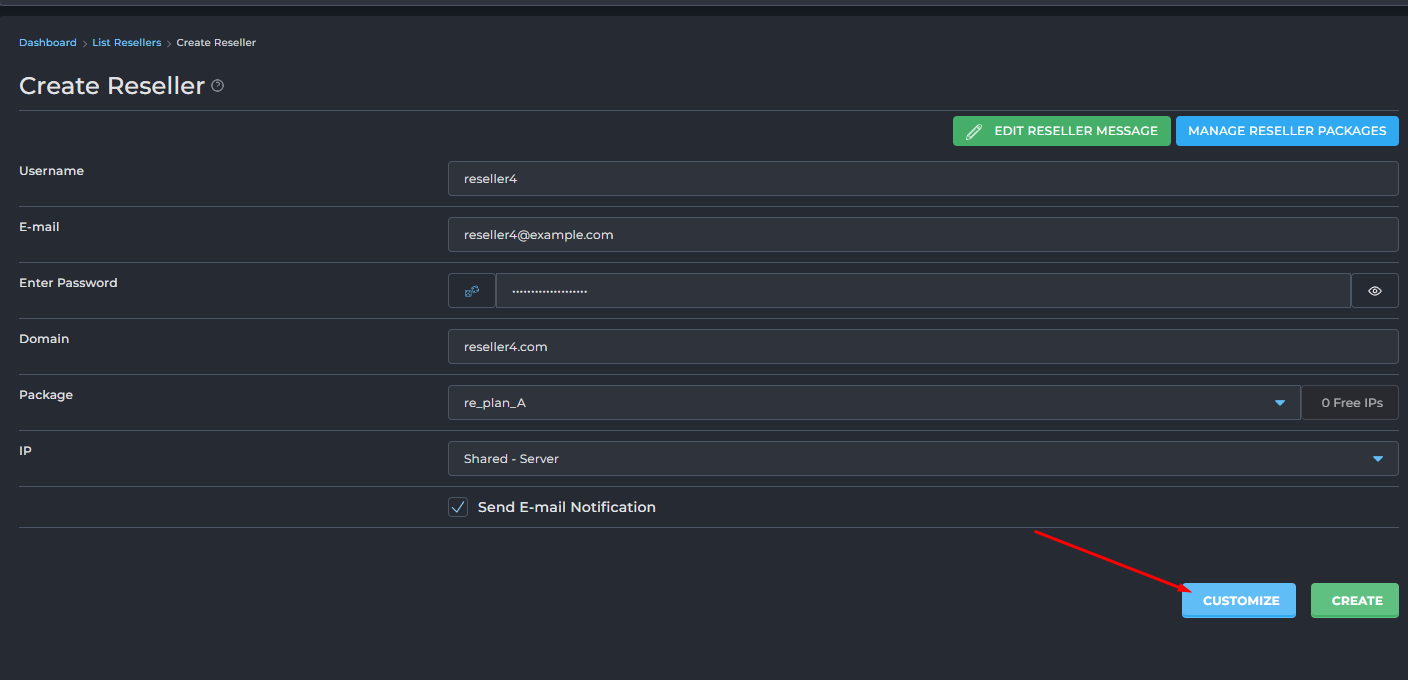 Dashboard > List Resellers > Create Reseller
Create Reseller
EDIT RESELLER MESSAGE MANAGE RESELLER PACKAGES
Username reseller4
E-mail reseller4@example.com
Enter Password ••••••••••••••••••••
Domain reseller4.com
Package re_plan_A 0 Free IPs
IP Shared - Server
Send E-mail Notification
CUSTOMIZE CREATE